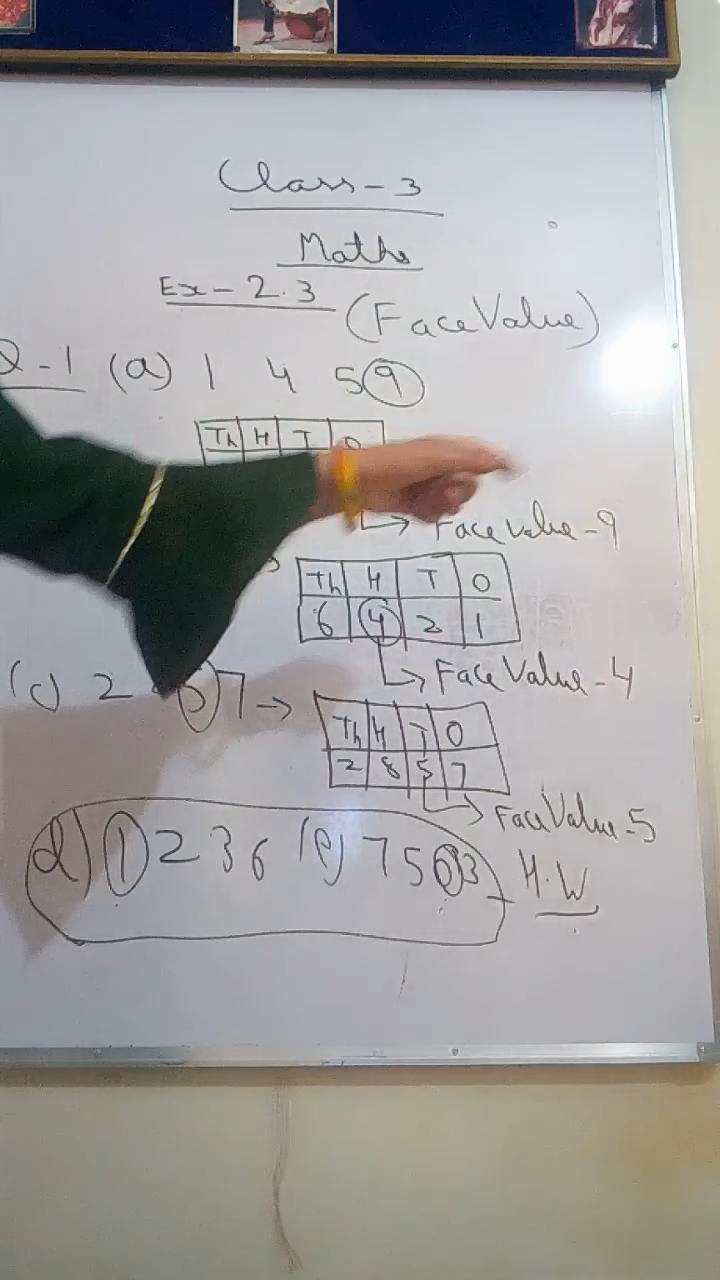 Class-3
Maths
Ex-2.3 (Face Value)
Q-1 (a) 1 4 5 9
Th H T O
Face value-9
Th H T O
6 4 2 1
Face Value-4
(c) 2 5 7 → Th H T O
2 8 5 7
Face Value-5
d) 1 2 3 6 (e) 7 5 0 3 H.W